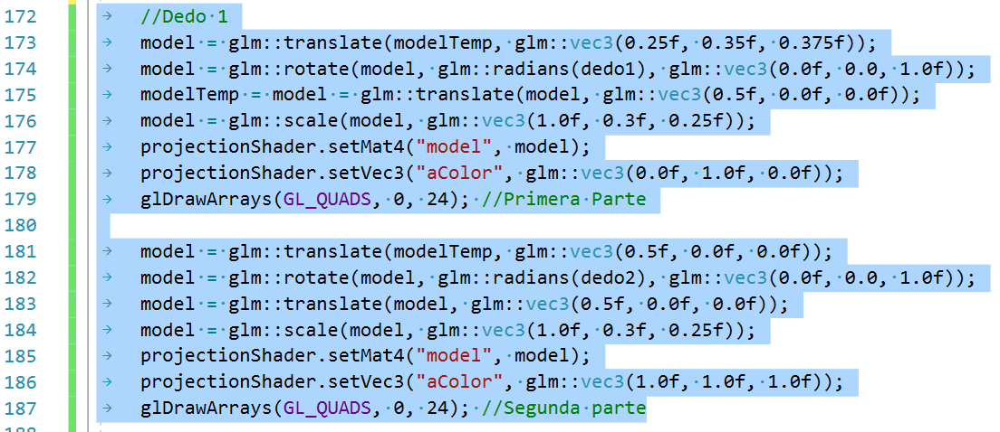 172 //Dedo 1
173 model = glm::translate(modelTemp, glm::vec3(0.25f, 0.35f, 0.375f));
174 model = glm::rotate(model, glm::radians(dedo1), glm::vec3(0.0f, 0.0, 1.0f));
175 modelTemp = model = glm::translate(model, glm::vec3(0.5f, 0.0f, 0.0f));
176 model = glm::scale(model, glm::vec3(1.0f, 0.3f, 0.25f));
177 projectionShader.setMat4("model", model);
178 projectionShader.setVec3("aColor", glm::vec3(0.0f, 1.0f, 0.0f));
179 glDrawArrays(GL_QUADS, 0, 24); //Primera Parte
180
181 model = glm::translate(modelTemp, glm::vec3(0.5f, 0.0f, 0.0f));
182 model = glm::rotate(model, glm::radians(dedo2), glm::vec3(0.0f, 0.0, 1.0f));
183 model = glm::translate(model, glm::vec3(0.5f, 0.0f, 0.0f));
184 model = glm::scale(model, glm::vec3(1.0f, 0.3f, 0.25f));
185 projectionShader.setMat4("model", model);
186 projectionShader.setVec3("aColor", glm::vec3(1.0f, 1.0f, 1.0f));
187 glDrawArrays(GL_QUADS, 0, 24); //Segunda parte